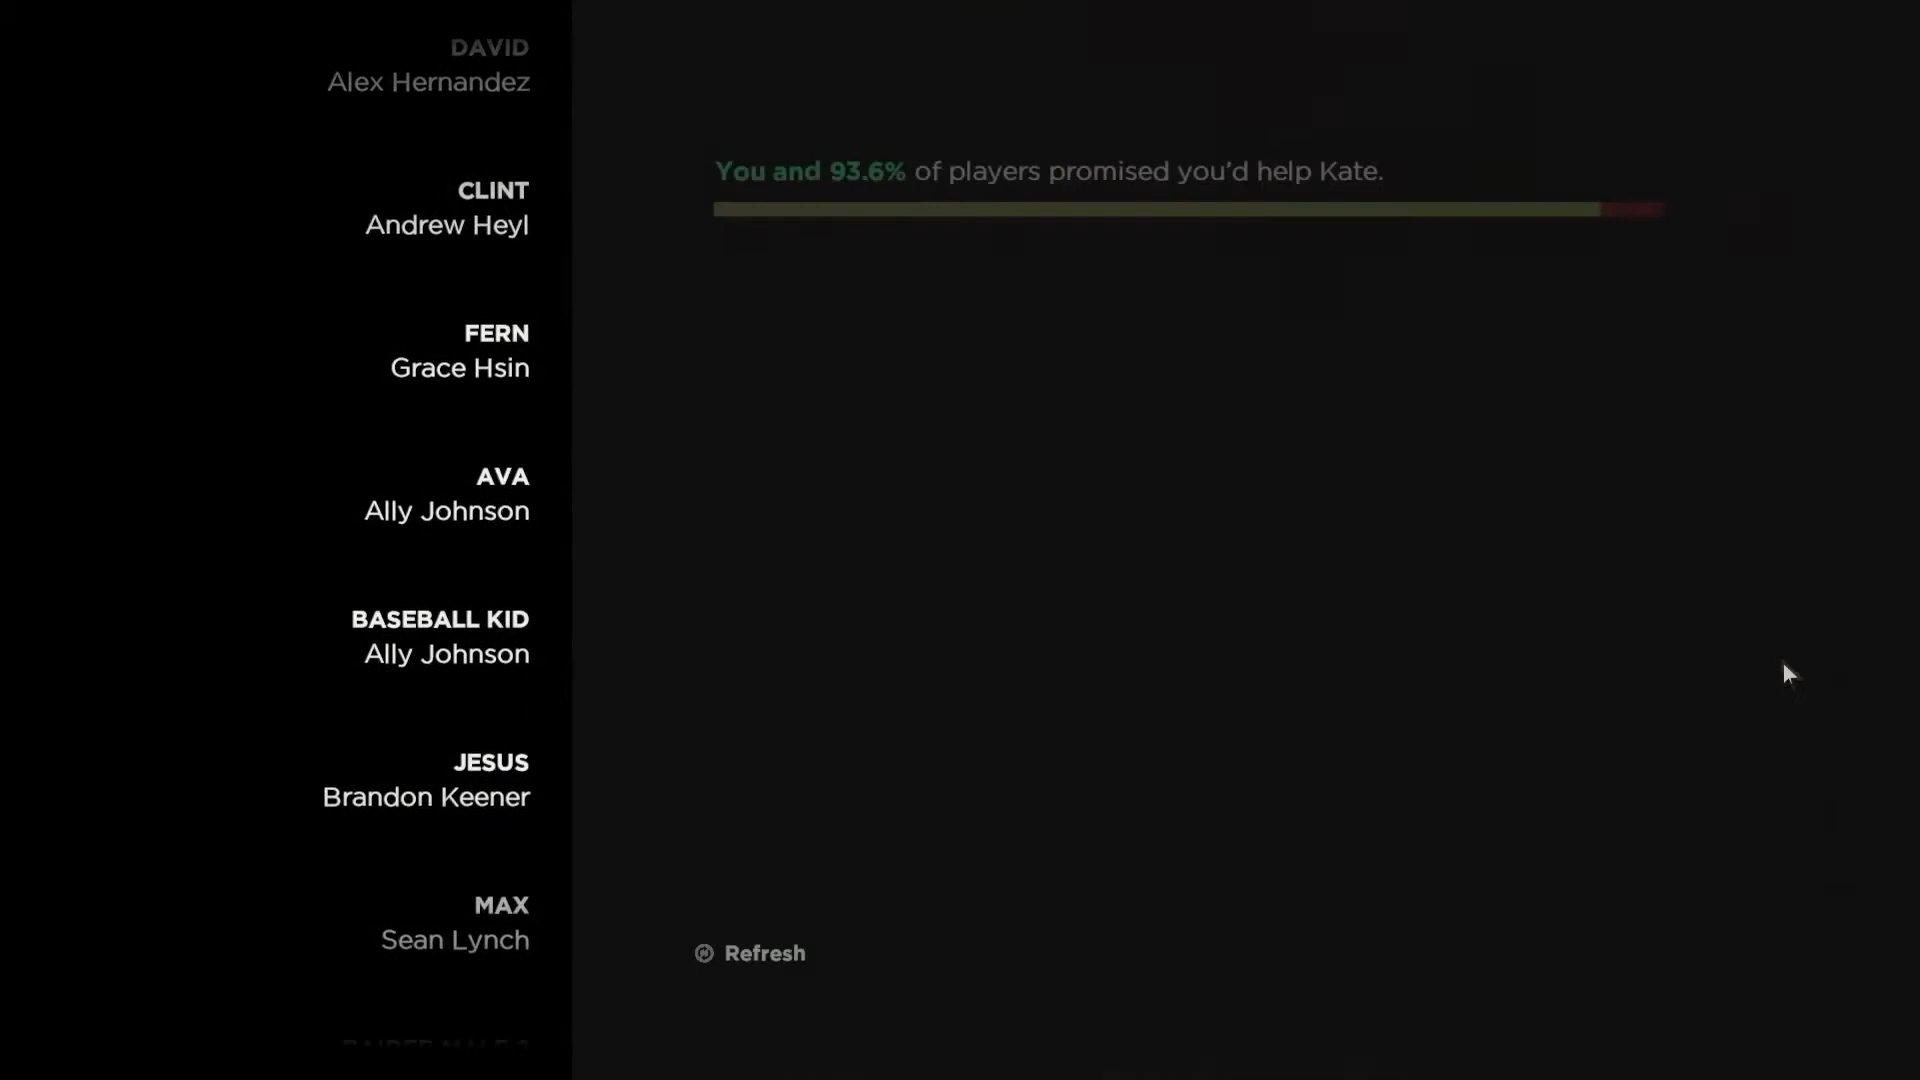 DAVID
Alex Hernandez
CLINT
Andrew Heyl
FERN
Grace Hsin
AVA
Ally Johnson
BASEBALL KID
Ally Johnson
JESUS
Brandon Keener
MAX
Sean Lynch
You and 93.6% of players promised you'd help Kate.
Refresh